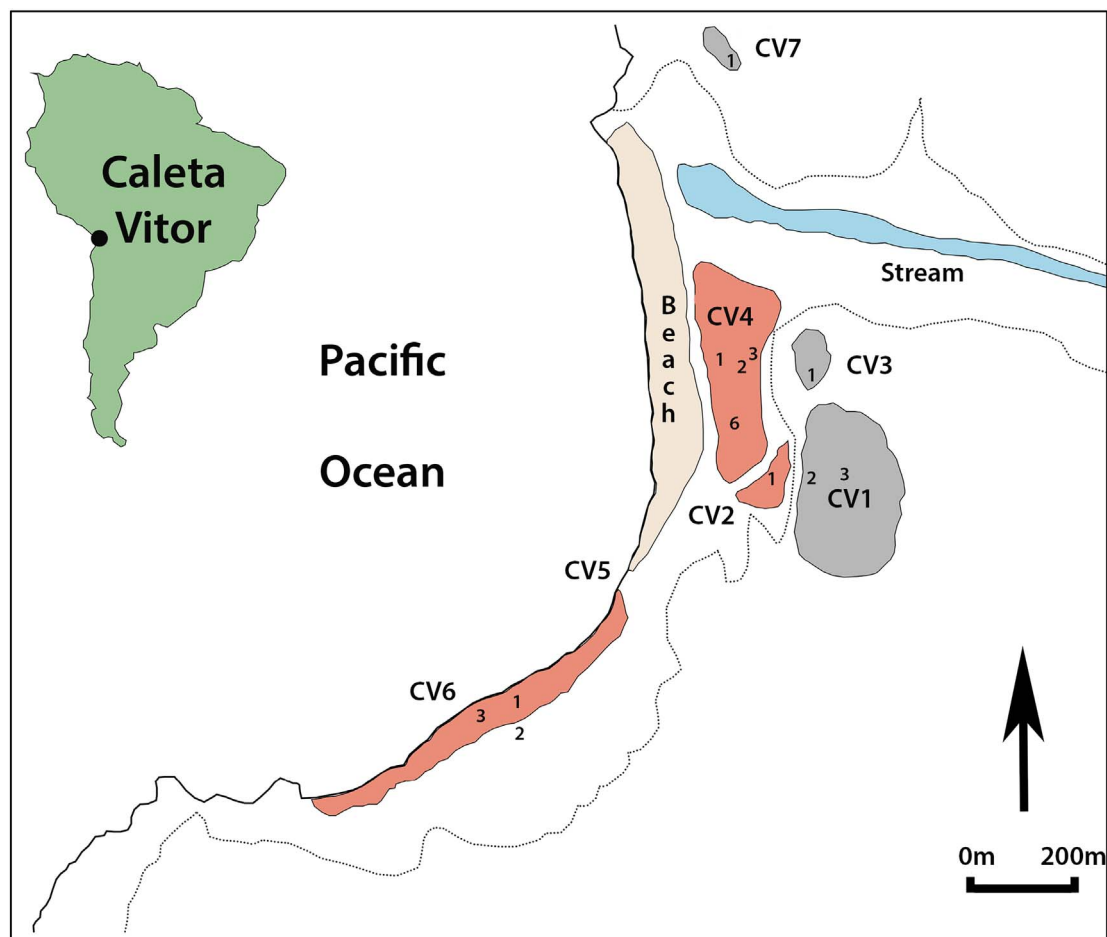 CV7
1
Caleta
Vitor
Stream
Beach
CV4
1 2 3
6
CV3
1
Pacific
Ocean
CV2
1
2 3
CV1
CV5
CV6
3 1
2
0m 200m